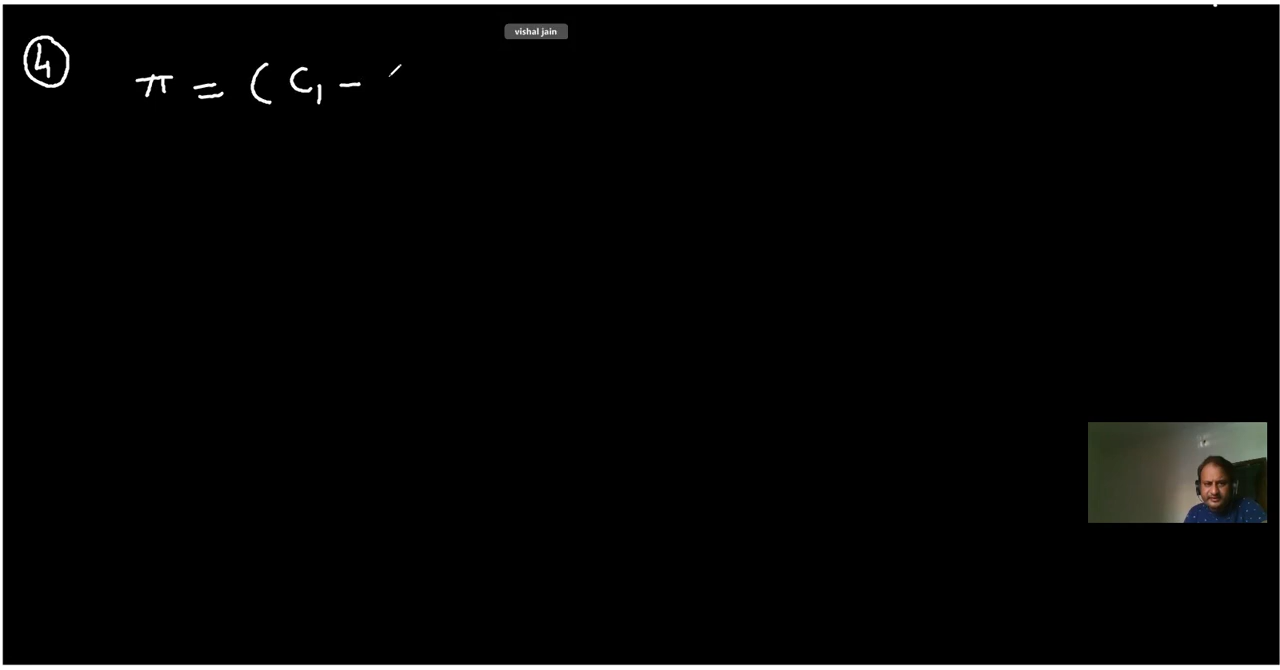 vishal jain
④ π = ( C₁ −